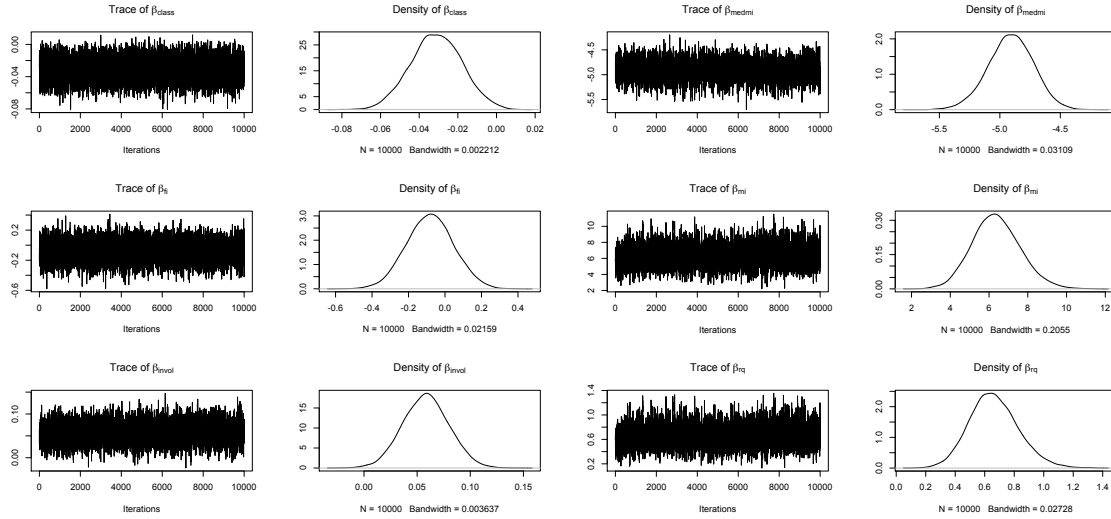 Trace of βclass
0.00
-0.04
-0.08
0 2000 4000 6000 8000 10000
Iterations
Density of βclass
25
15
5
0
-0.08 -0.06 -0.04 -0.02 0.00 0.02
N = 10000 Bandwidth = 0.002212
Trace of βmedmi
-4.5
-5.0
-5.5
0 2000 4000 6000 8000 10000
Iterations
Density of βmedmi
2.0
1.0
0.0
-5.5 -5.0 -4.5
N = 10000 Bandwidth = 0.03109
Trace of βfi
0.2
-0.2
-0.6
0 2000 4000 6000 8000 10000
Iterations
Density of βfi
3.0
2.0
1.0
0.0
-0.6 -0.4 -0.2 0.0 0.2 0.4
N = 10000 Bandwidth = 0.02159
Trace of βmi
10
8
6
4
2
0 2000 4000 6000 8000 10000
Iterations
Density of βmi
0.30
0.15
0.00
2 4 6 8 10 12
N = 10000 Bandwidth = 0.2055
Trace of βinvol
0.10
0.00
0 2000 4000 6000 8000 10000
Iterations
Density of βinvol
15
10
5
0
0.00 0.05 0.10 0.15
N = 10000 Bandwidth = 0.003637
Trace of βrq
1.4
1.0
0.6
0.2
0 2000 4000 6000 8000 10000
Iterations
Density of βrq
2.0
1.0
0.0
0.0 0.2 0.4 0.6 0.8 1.0 1.2 1.4
N = 10000 Bandwidth = 0.02728